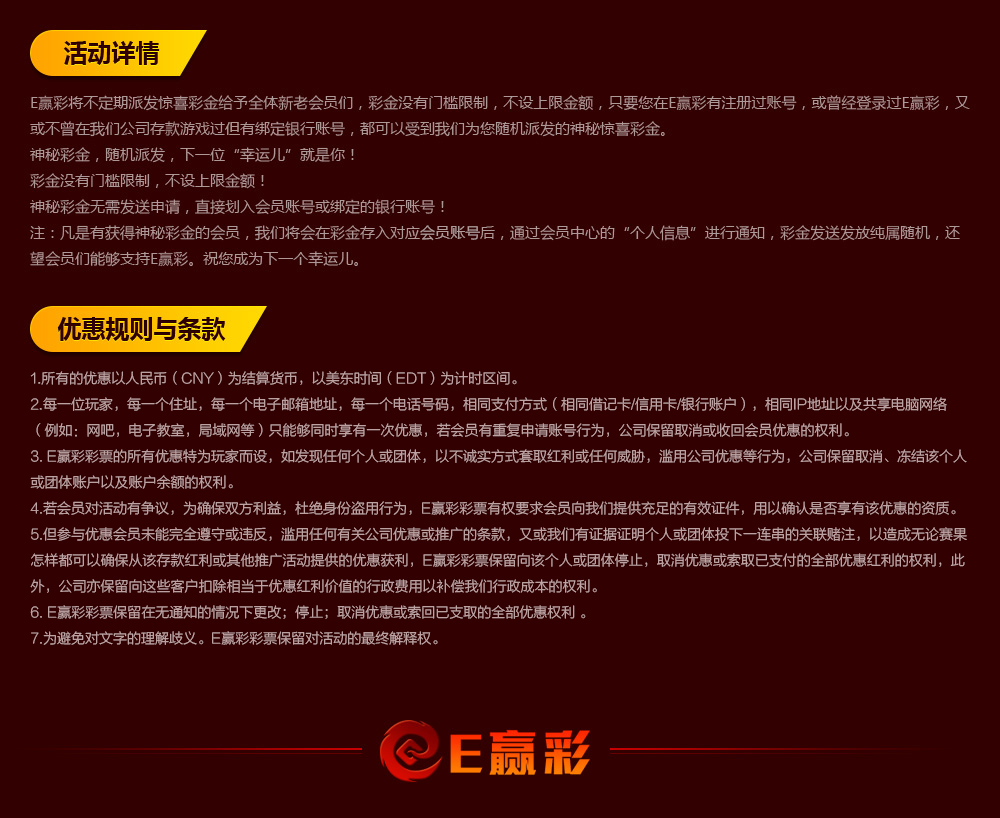 活动详情
E赢彩将不定期派发惊喜彩金给予全体新老会员们，彩金没有门槛限制，不设上限金额，只要您在E赢彩有注册过账号，或曾经登录过E赢彩，又
或不曾在我们公司存款游戏过但有绑定银行账号，都可以受到我们为您随机派发的神秘惊喜彩金。
神秘彩金，随机派发，下一位“幸运儿”就是你！
彩金没有门槛限制，不设上限金额！
神秘彩金无需发送申请，直接划入会员账号或绑定的银行账号！
注：凡是有获得神秘彩金的会员，我们将会在彩金存入对应会员账号后，通过会员中心的“个人信息”进行通知，彩金发送发放纯属随机，还
望会员们能够支持E赢彩。祝您成为下一个幸运儿。
优惠规则与条款
1.所有的优惠以人民币（CNY）为结算货币，以美东时间（EDT）为计时区间。
2.每一位玩家，每一个住址，每一个电子邮箱地址，每一个电话号码，相同支付方式（相同借记卡/信用卡/银行账户），相同IP地址以及共享电脑网络
（例如：网吧，电子教室，局域网等）只能够同时享有一次优惠，若会员有重复申请账号行为，公司保留取消或收回会员优惠的权利。
3. E赢彩彩票的所有优惠特为玩家而设，如发现任何个人或团体，以不诚实方式套取红利或任何威胁，滥用公司优惠等行为，公司保留取消、冻结该个人
或团体账户以及账户余额的权利。
4.若会员对活动有争议，为确保双方利益，杜绝身份盗用行为，E赢彩彩票有权要求会员向我们提供充足的有效证件，用以确认是否享有该优惠的资质。
5.但参与优惠会员未能完全遵守或违反，滥用任何有关公司优惠或推广的条款，又或我们有证据证明个人或团体投下一连串的关联赌注，以造成无论赛果
怎样都可以确保从该存款红利或其他推广活动提供的优惠获利，E赢彩彩票保留向该个人或团体停止，取消优惠或索取已支付的全部优惠红利的权利，此
外，公司亦保留向这些客户扣除相当于优惠红利价值的行政费用以补偿我们行政成本的权利。
6. E赢彩彩票保留在无通知的情况下更改；停止；取消优惠或索回已支取的全部优惠权利 。
7.为避免对文字的理解歧义。E赢彩彩票保留对活动的最终解释权。
E赢彩